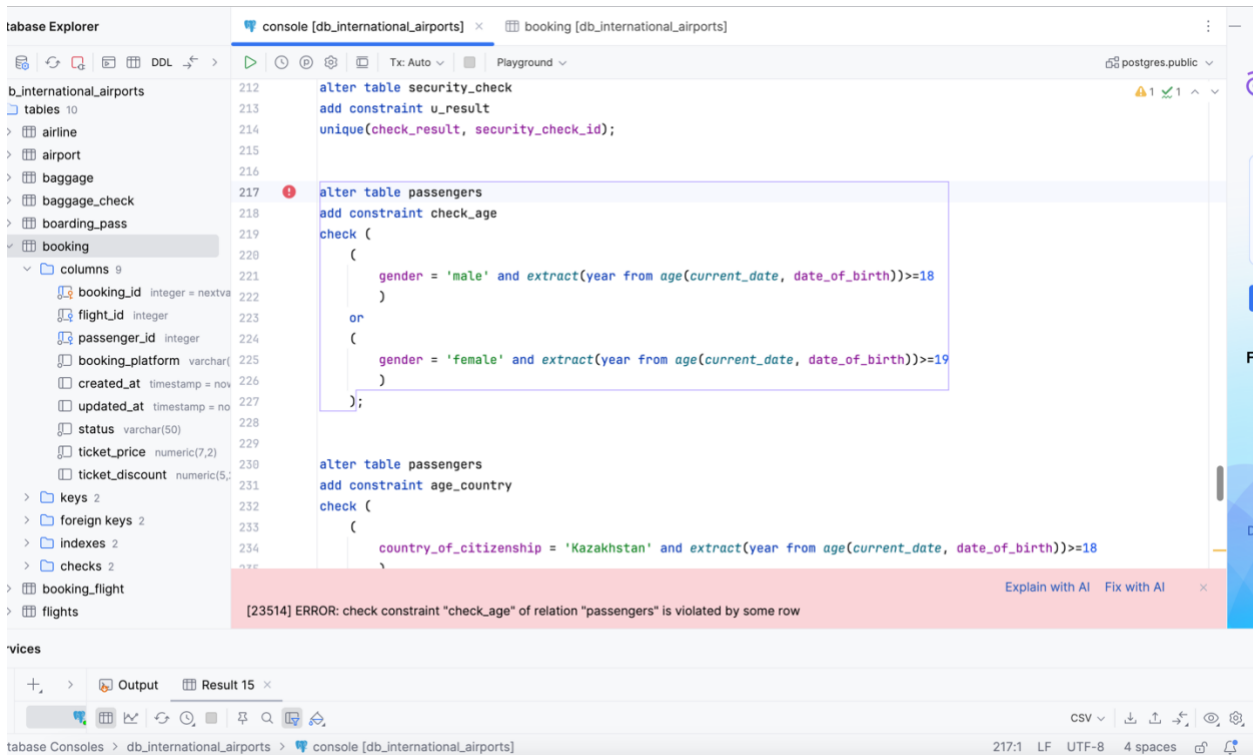 tabase Explorer
console [db_international_airports] ×
booking [db_international_airports]
DDL
Tx: Auto
Playground
postgres.public
b_international_airports
tables 10
airline
airport
baggage
baggage_check
boarding_pass
booking
columns 9
booking_id integer = nextva
flight_id integer
passenger_id integer
booking_platform varchar(
created_at timestamp = nov
updated_at timestamp = no
status varchar(50)
ticket_price numeric(7,2)
ticket_discount numeric(5,
keys 2
foreign keys 2
indexes 2
checks 2
booking_flight
flights
1 1
212 alter table security_check
213 add constraint u_result
214 unique(check_result, security_check_id);
215
216
217 alter table passengers
218 add constraint check_age
219 check (
220 (
221 gender = 'male' and extract(year from age(current_date, date_of_birth))>=18
222 )
223 or
224 (
225 gender = 'female' and extract(year from age(current_date, date_of_birth))>=19
226 )
227 );
228
229
230 alter table passengers
231 add constraint age_country
232 check (
233 (
234 country_of_citizenship = 'Kazakhstan' and extract(year from age(current_date, date_of_birth))>=18
Explain with AI Fix with AI ×
[23514] ERROR: check constraint "check_age" of relation "passengers" is violated by some row
rvices
Output
Result 15 ×
CSV
tabase Consoles > db_international_airports > console [db_international_airports]
217:1 LF UTF-8 4 spaces